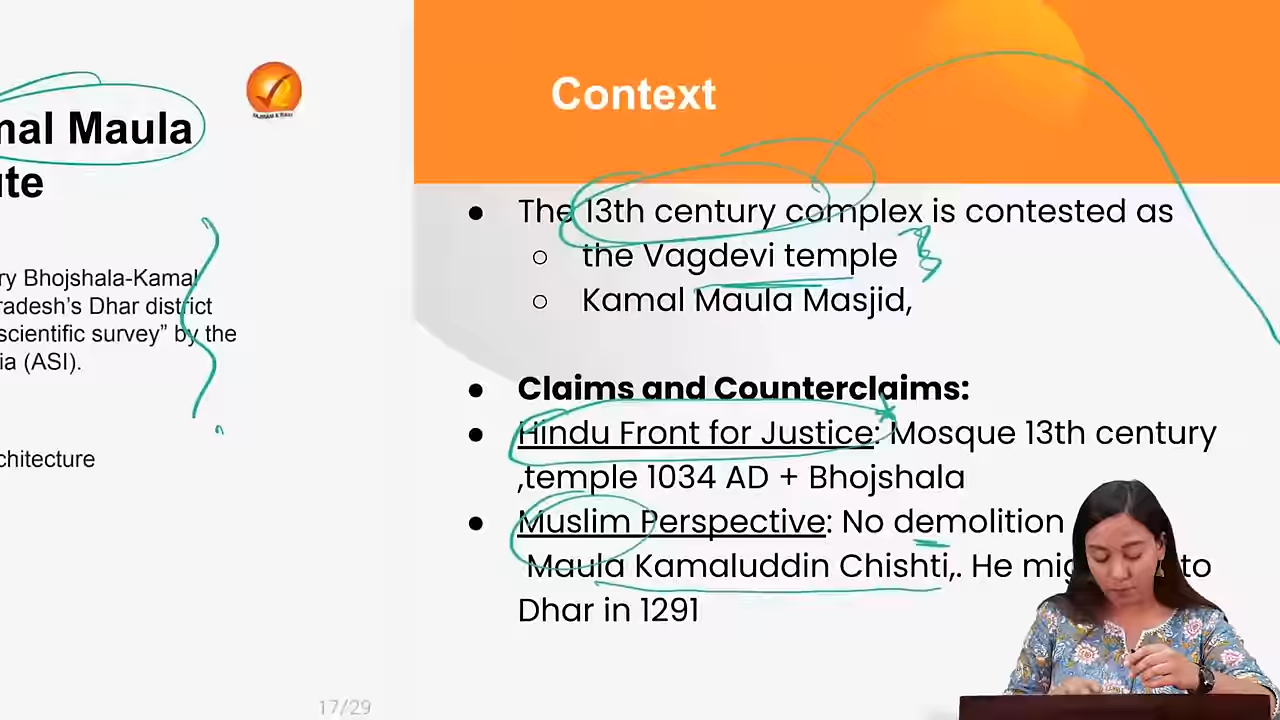 mal Maula
ute
ry Bhojshala-Kamal
radesh's Dhar district
scientific survey" by the
ia (ASI).
chitecture
17/29
Context
● The 13th century complex is contested as
○ the Vagdevi temple
○ Kamal Maula Masjid,
● Claims and Counterclaims:
● Hindu Front for Justice: Mosque 13th century
,temple 1034 AD + Bhojshala
● Muslim Perspective: No demolition
Maula Kamaluddin Chishti,. He to
Dhar in 1291